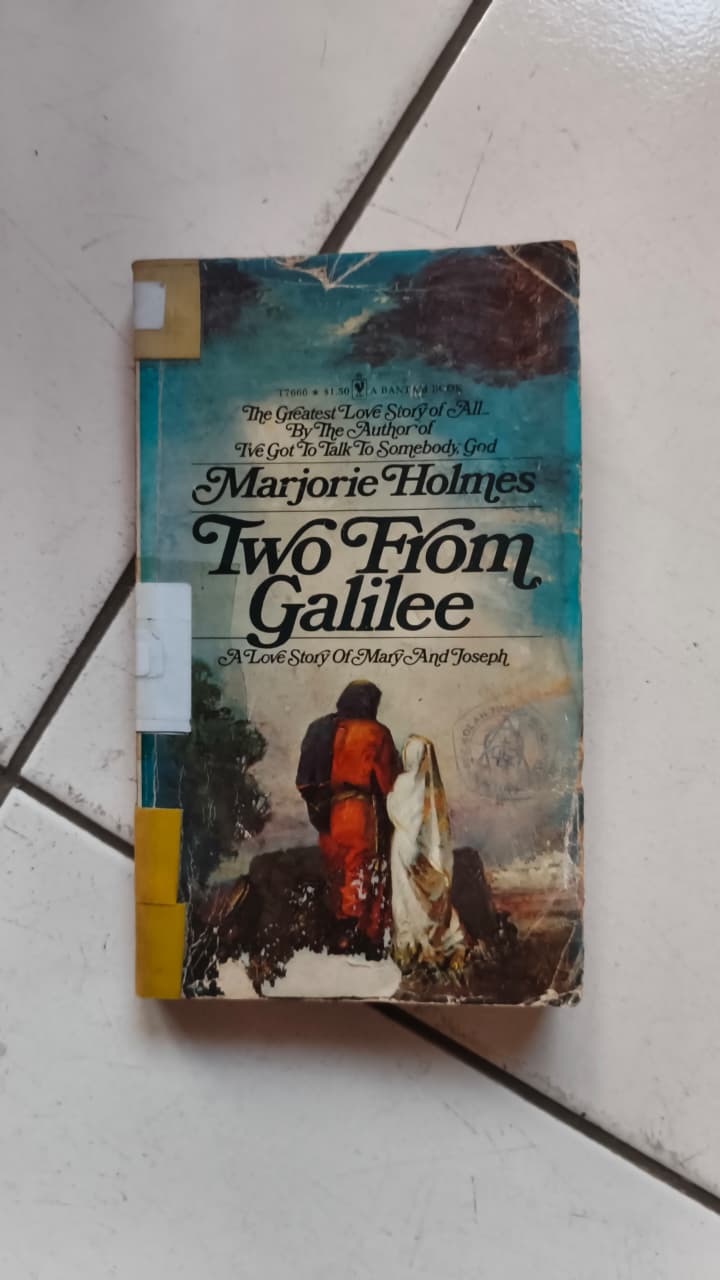 T7666 ★ $1.50 A BANTAM BOOK
The Greatest Love Story of All...
By The Author of
I've Got To Talk To Somebody, God
Marjorie Holmes
Two From
Galilee
A Love Story Of Mary And Joseph